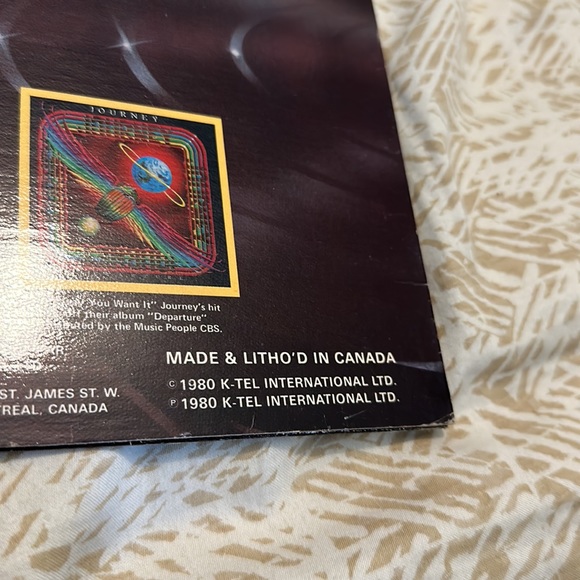 JOURNEY
You Want It" Journey's hit
their album "Departure"
by the Music People CBS.
MADE & LITHO'D IN CANADA
© 1980 K-TEL INTERNATIONAL LTD.
ST. JAMES ST. W.
℗ 1980 K-TEL INTERNATIONAL LTD.
CANADA